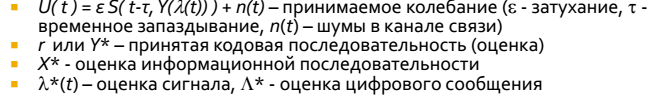 U( t ) = ε S( t-τ, Y(λ(t)) ) + n(t) – принимаемое колебание (ε - затухание, τ -
временное запаздывание, n(t) – шумы в канале связи)
r или Y* – принятая кодовая последовательность (оценка)
X* - оценка информационной последовательности
λ*(t) – оценка сигнала, Λ* - оценка цифрового сообщения